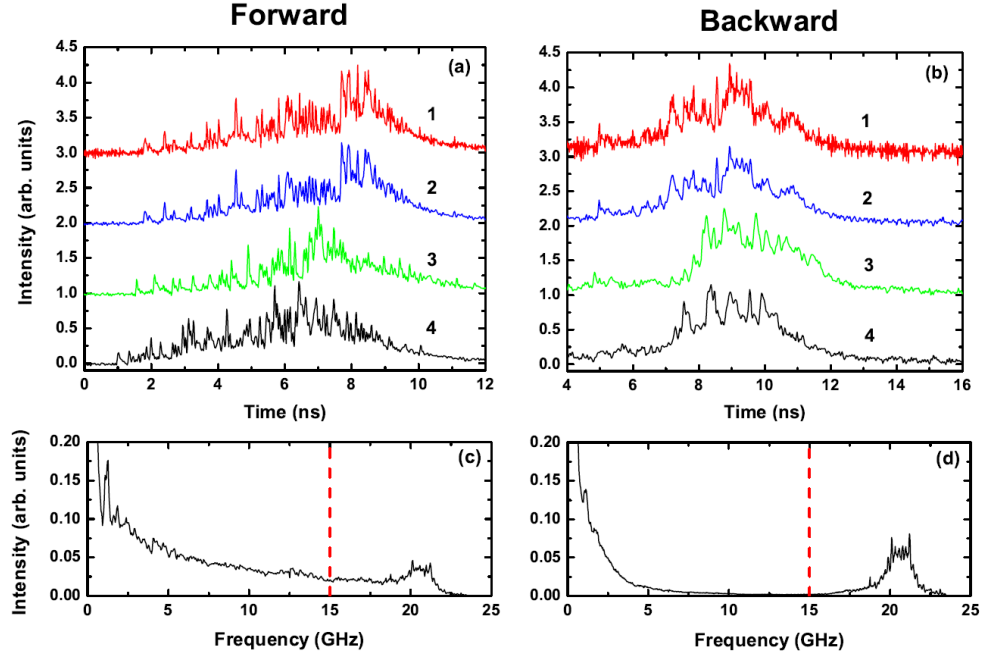 Forward
Backward
Intensity (arb. units)
4.5
4.0
3.5
3.0
2.5
2.0
1.5
1.0
0.5
0.0
(a)
1
2
3
4
0 2 4 6 8 10 12
Time (ns)
4.5
4.0
3.5
3.0
2.5
2.0
1.5
1.0
0.5
0.0
(b)
1
2
3
4
4 6 8 10 12 14 16
Time (ns)
Intensity (arb. units)
0.20
0.15
0.10
0.05
0.00
(c)
0 5 10 15 20 25
Frequency (GHz)
0.20
0.15
0.10
0.05
0.00
(d)
0 5 10 15 20 25
Frequency (GHz)